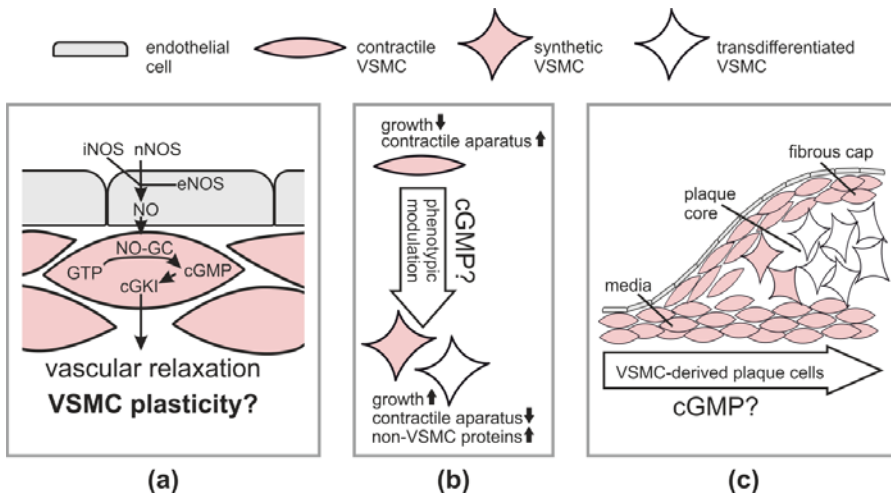 endothelial
cell
contractile
VSMC
synthetic
VSMC
transdifferentiated
VSMC
iNOS nNOS
eNOS
NO
NO-GC
GTP cGMP
cGKI
vascular relaxation
VSMC plasticity?
(a)
growth
contractile apparatus
phenotypic
modulation
cGMP?
growth
contractile apparatus
non-VSMC proteins
(b)
fibrous cap
plaque
core
media
VSMC-derived plaque cells
cGMP?
(c)